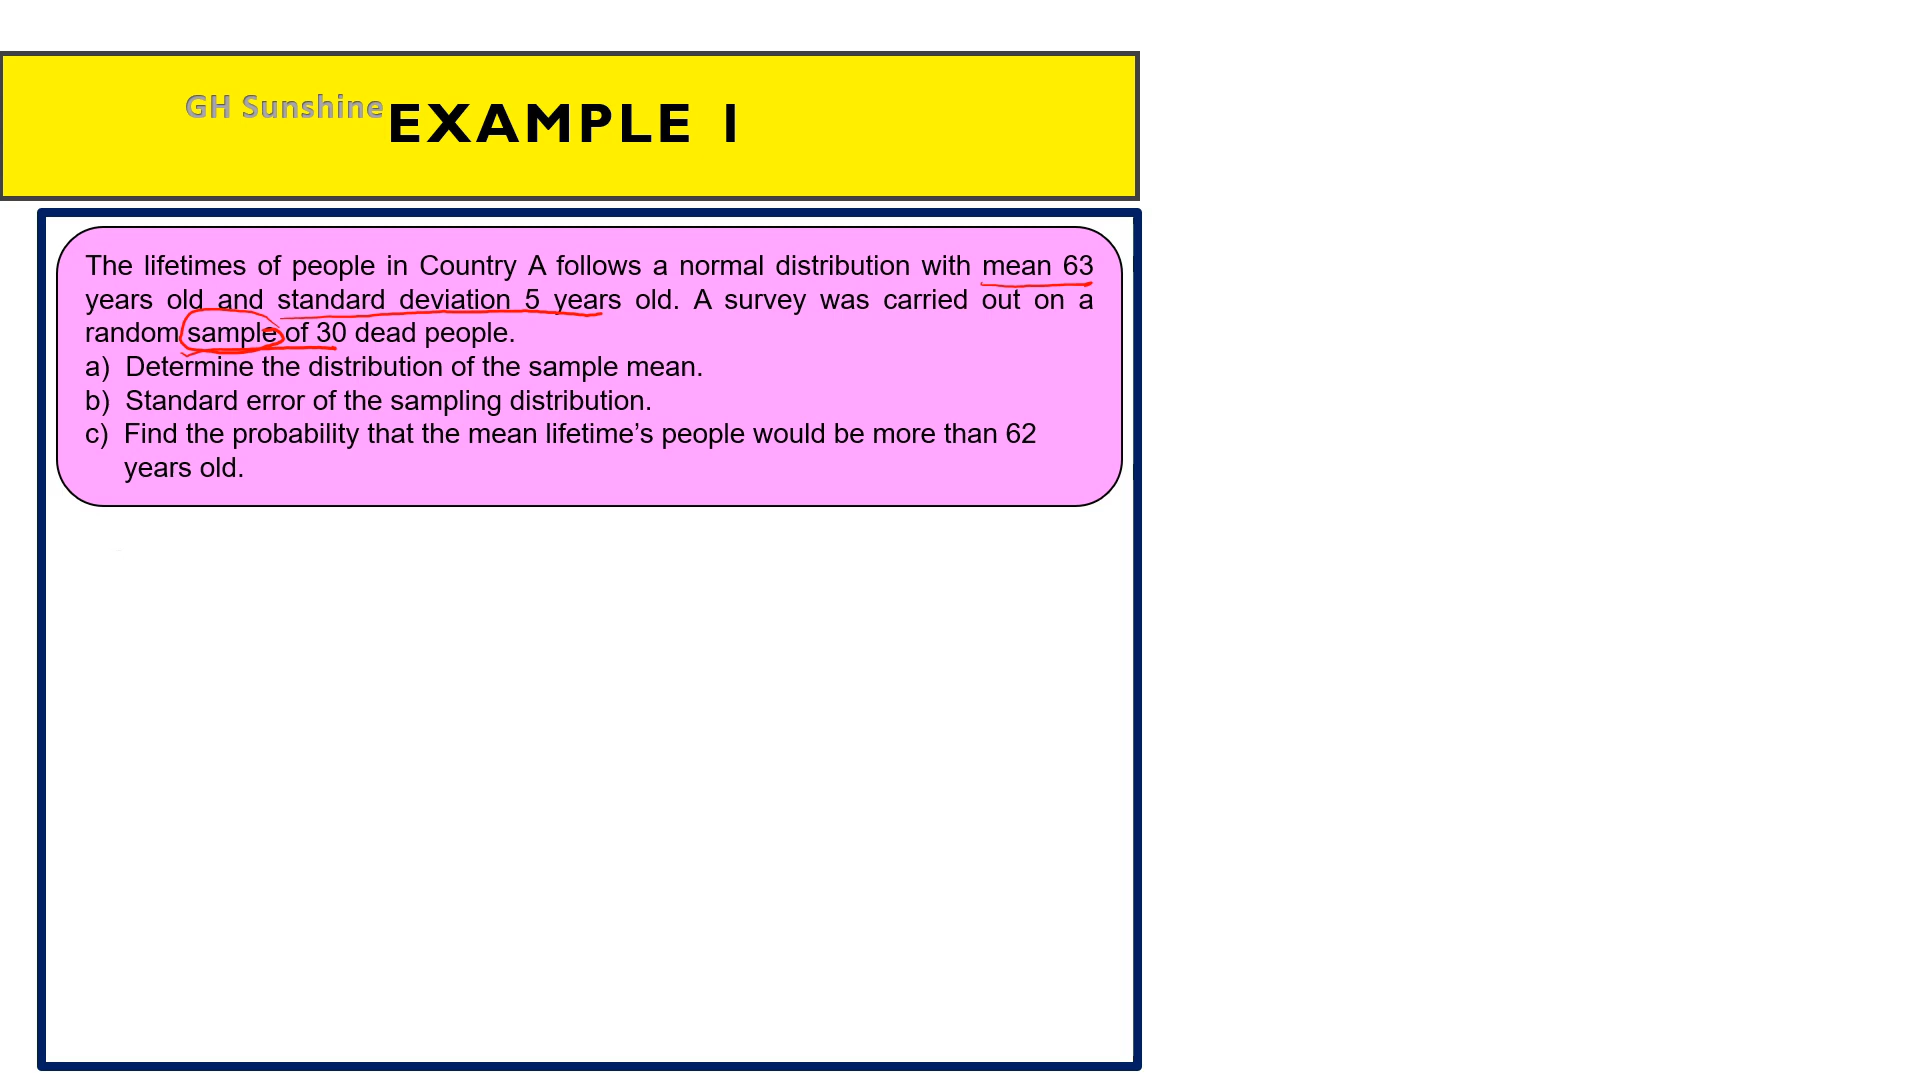 GH Sunshine
EXAMPLE 1
The lifetimes of people in Country A follows a normal distribution with mean 63
years old and standard deviation 5 years old. A survey was carried out on a
random sample of 30 dead people.
a) Determine the distribution of the sample mean.
b) Standard error of the sampling distribution.
c) Find the probability that the mean lifetime’s people would be more than 62
years old.